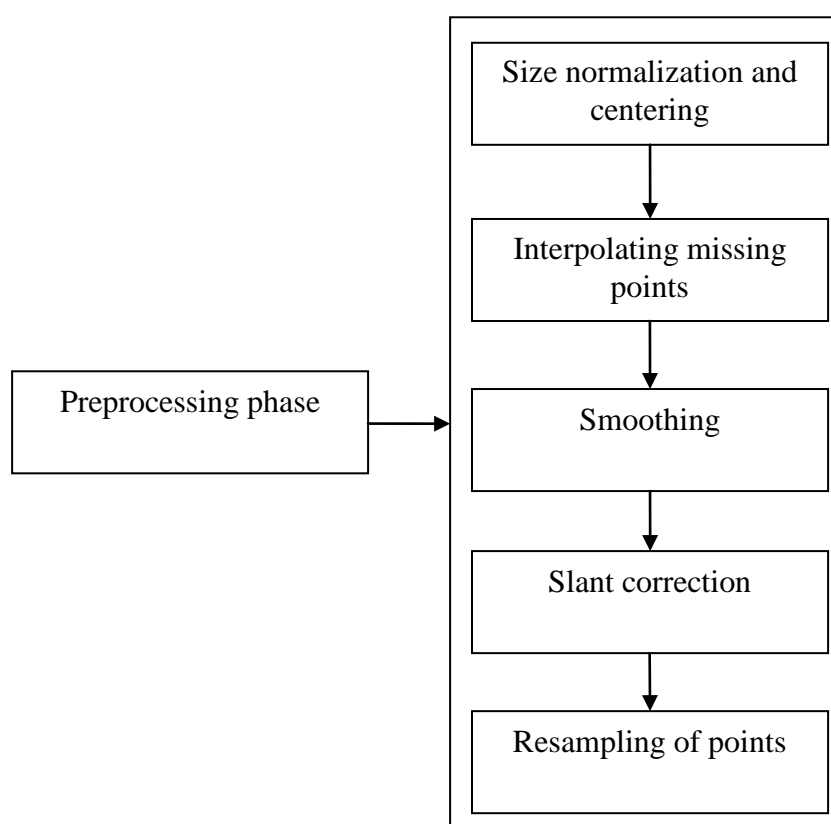 Size normalization and
centering
Interpolating missing
points
Preprocessing phase
Smoothing
Slant correction
Resampling of points